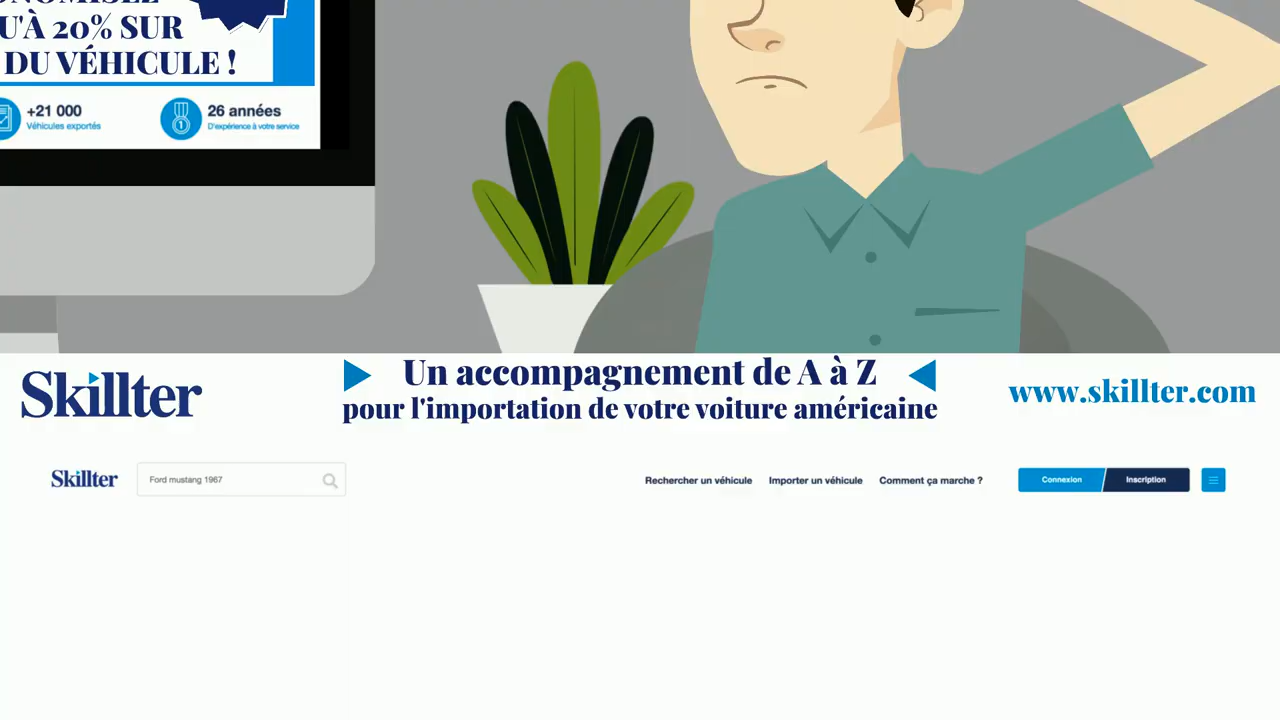 U'À 20% SUR
DU VÉHICULE !
+21 000
Véhicules exportés
26 années
D'expérience à votre service
1
Skillter
Un accompagnement de A à Z
pour l'importation de votre voiture américaine
www.skillter.com
Skillter
Ford mustang 1967
Rechercher un véhicule
Importer un véhicule
Comment ça marche ?
Connexion
Inscription